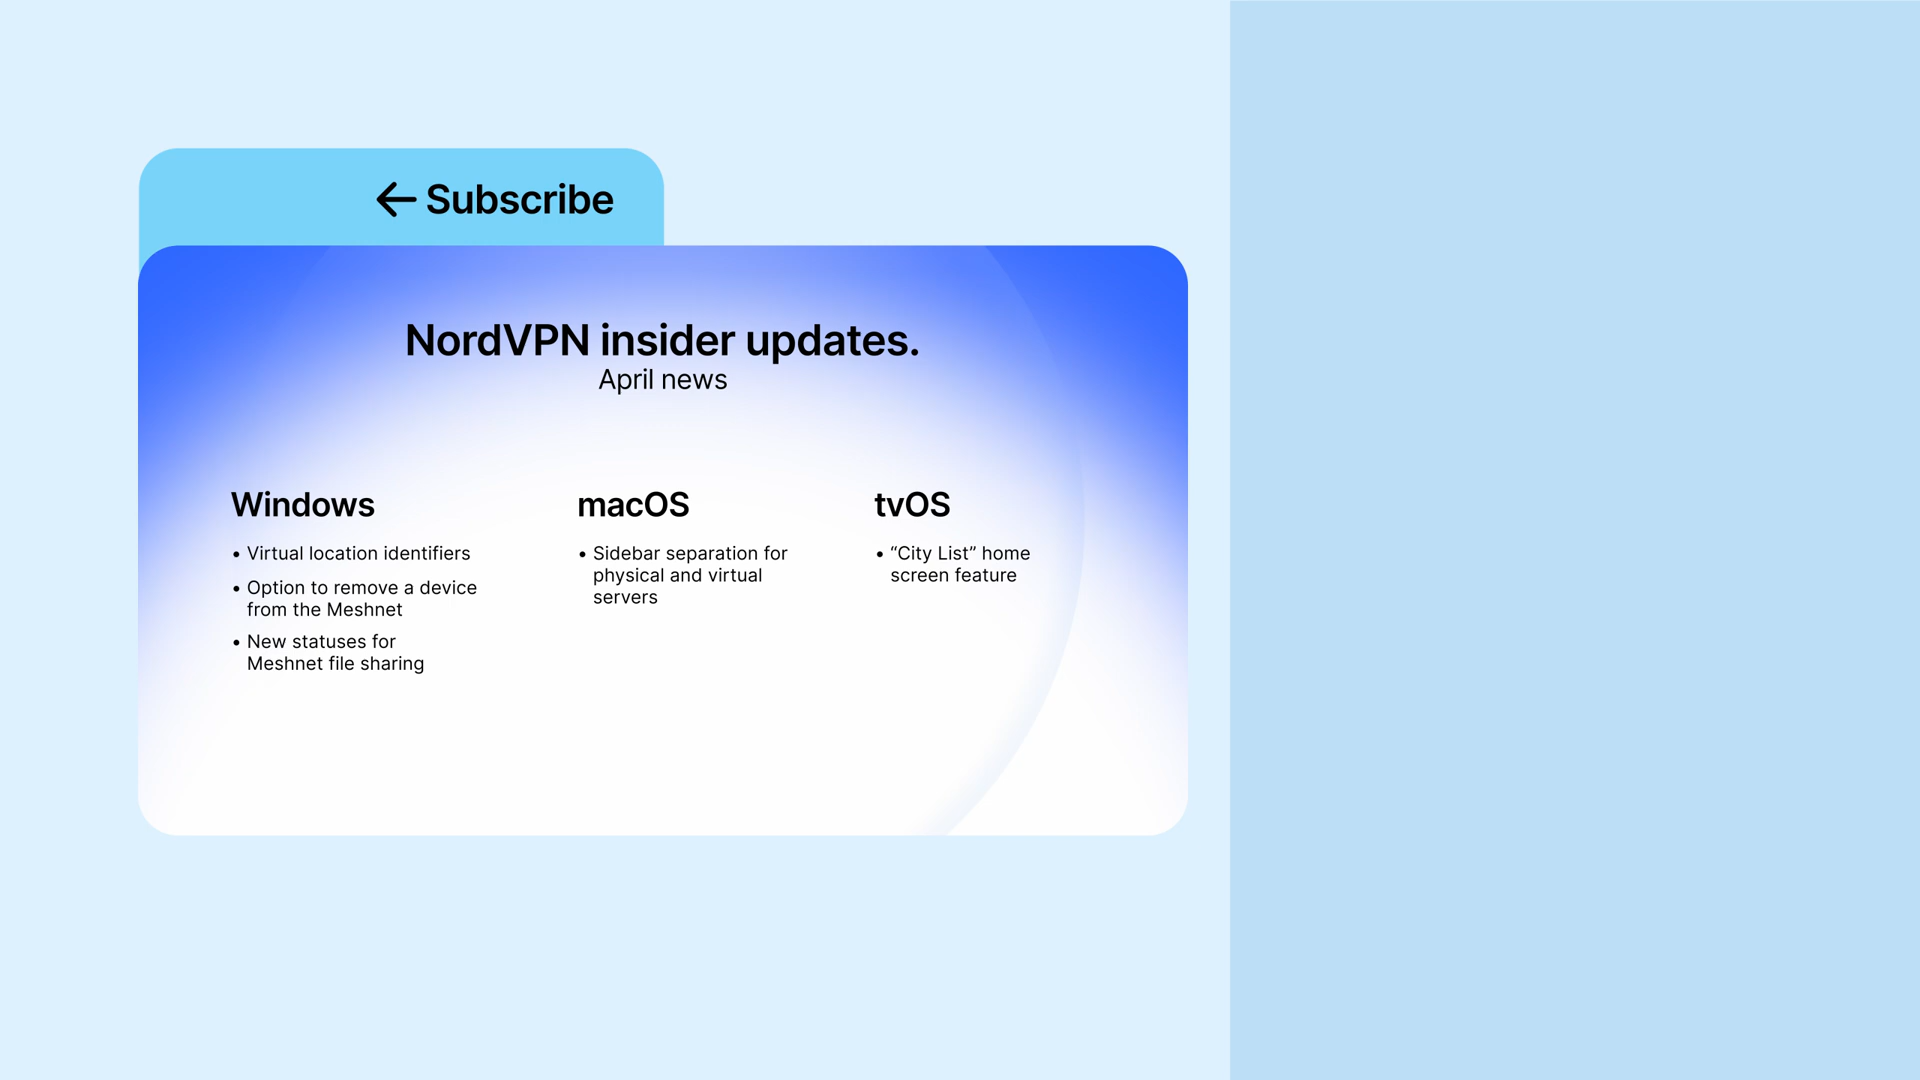 ← Subscribe
NordVPN insider updates.
April news
Windows
• Virtual location identifiers
• Option to remove a device
from the Meshnet
• New statuses for
Meshnet file sharing
macOS
• Sidebar separation for
physical and virtual
servers
tvOS
• “City List” home
screen feature